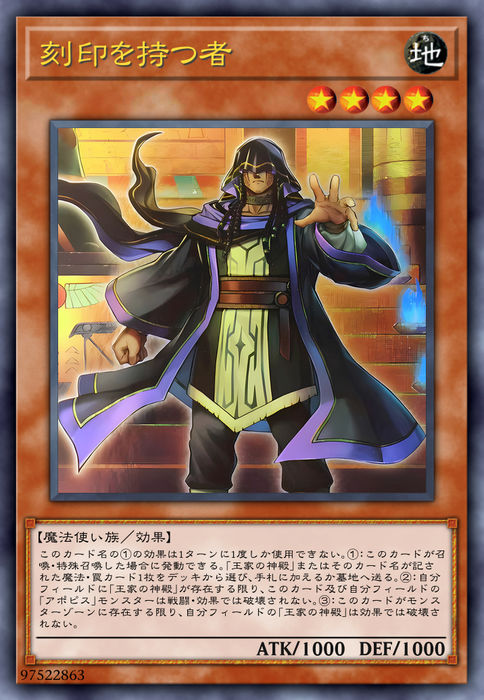 刻印を持つ者
ち
地
【魔法使い族／効果】
このカード名の①の効果は1ターンに1度しか使用できない。①:このカードが召
喚・特殊召喚した場合に発動できる。「王家の神殿」またはそのカード名が記さ
れた魔法・罠カード1枚をデッキから選び、手札に加えるか墓地へ送る。②:自分
フィールドに「王家の神殿」が存在する限り、このカード及び自分フィールドの
「アポピス」モンスターは戦闘・効果では破壊されない。③:このカードがモンス
ターゾーンに存在する限り、自分フィールドの「王家の神殿」は効果では破壊さ
れない。
ATK/1000 DEF/1000
97522863